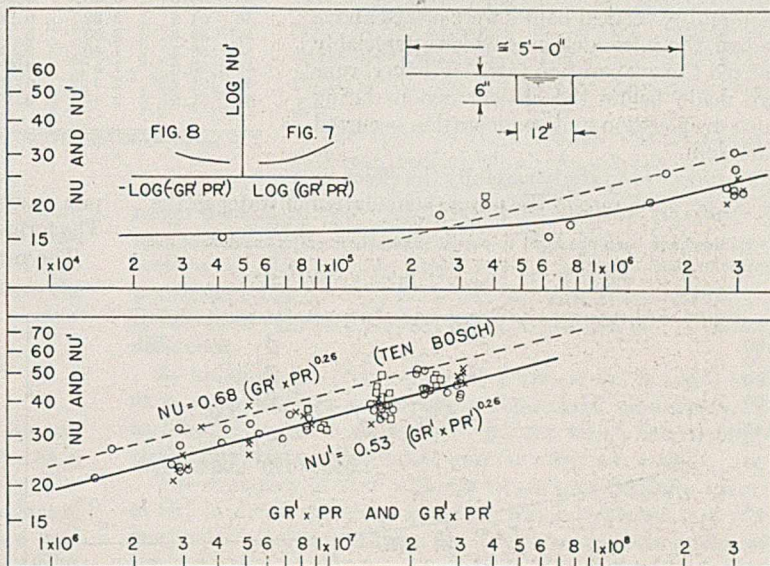 ≅ 5'-0"
60
50
40
30
20
15
NU AND NU'
LOG NU'
FIG. 8
FIG. 7
-LOG(-GR' PR')
LOG (GR' PR')
6"
12"
1x10⁴ 2 3 4 5 6 8 1x10⁵ 2 3 4 5 6 8 1x10⁶ 2 3
70
60
50
40
30
20
15
NU AND NU'
NU = 0.68 (GR' x PR)^0.26
(TEN BOSCH)
NU' = 0.53 (GR' x PR')^0.26
GR' x PR AND GR' x PR'
1x10⁶ 2 3 4 5 6 8 1x10⁷ 2 3 4 5 6 8 1x10⁸ 2 3